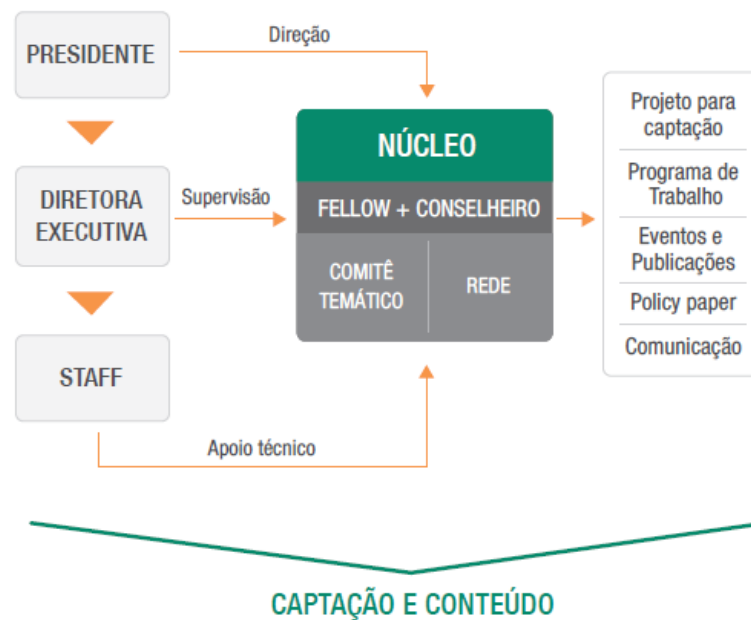 PRESIDENTE
Direção
DIRETORA
EXECUTIVA
Supervisão
STAFF
Apoio técnico
NÚCLEO
FELLOW + CONSELHEIRO
COMITÊ
TEMÁTICO
REDE
Projeto para
captação
Programa de
Trabalho
Eventos e
Publicações
Policy paper
Comunicação
CAPTAÇÃO E CONTEÚDO